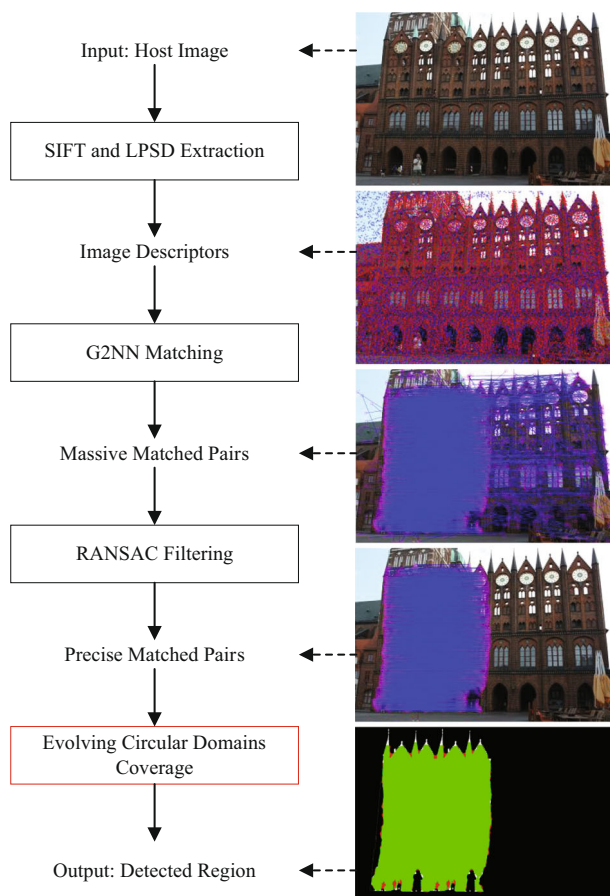 Input: Host Image
SIFT and LPSD Extraction
Image Descriptors
G2NN Matching
Massive Matched Pairs
RANSAC Filtering
Precise Matched Pairs
Evolving Circular Domains
Coverage
Output: Detected Region